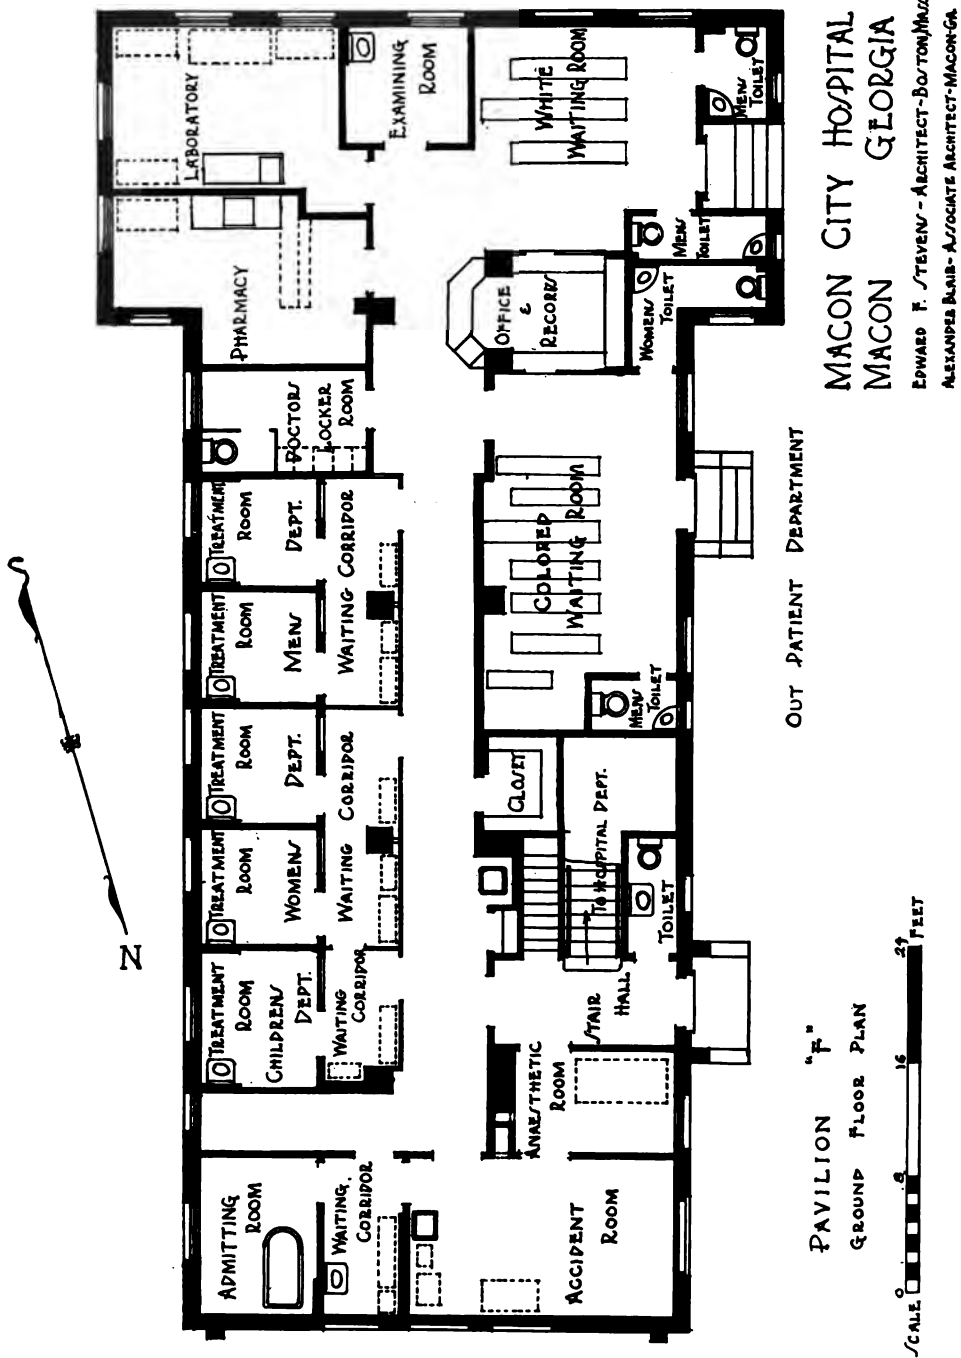 LABORATORY
EXAMINING
ROOM
WHITE
WAITING ROOM
MENS
TOILET
PHARMACY
OFFICE
&
RECORDS
MENS
TOILET
WOMENS
TOILET
DOCTORS
LOCKER
ROOM
TREATMENT
ROOM
DEPT.
WAITING CORRIDOR
TREATMENT
ROOM
MENS
COLORED
WAITING ROOM
MENS
TOILET
TREATMENT
ROOM
DEPT.
WAITING CORRIDOR
TREATMENT
ROOM
WOMENS
CLOSET
TO HOSPITAL DEPT.
TOILET
TREATMENT
ROOM
CHILDRENS
DEPT.
WAITING
CORRIDOR
STAIR
HALL
ANAESTHETIC
ROOM
ADMITTING
ROOM
WAITING.
CORRIDOR
ACCIDENT
ROOM
N
OUT PATIENT DEPARTMENT
MACON CITY HOSPITAL
MACON GEORGIA
EDWARD F. STEVENS - ARCHITECT - BOSTON, MASS
ALEXANDER BLAIR - ASSOCIATE ARCHITECT - MACON - GA
PAVILION "F"
GROUND FLOOR PLAN
SCALE 0 8 16 24 FEET